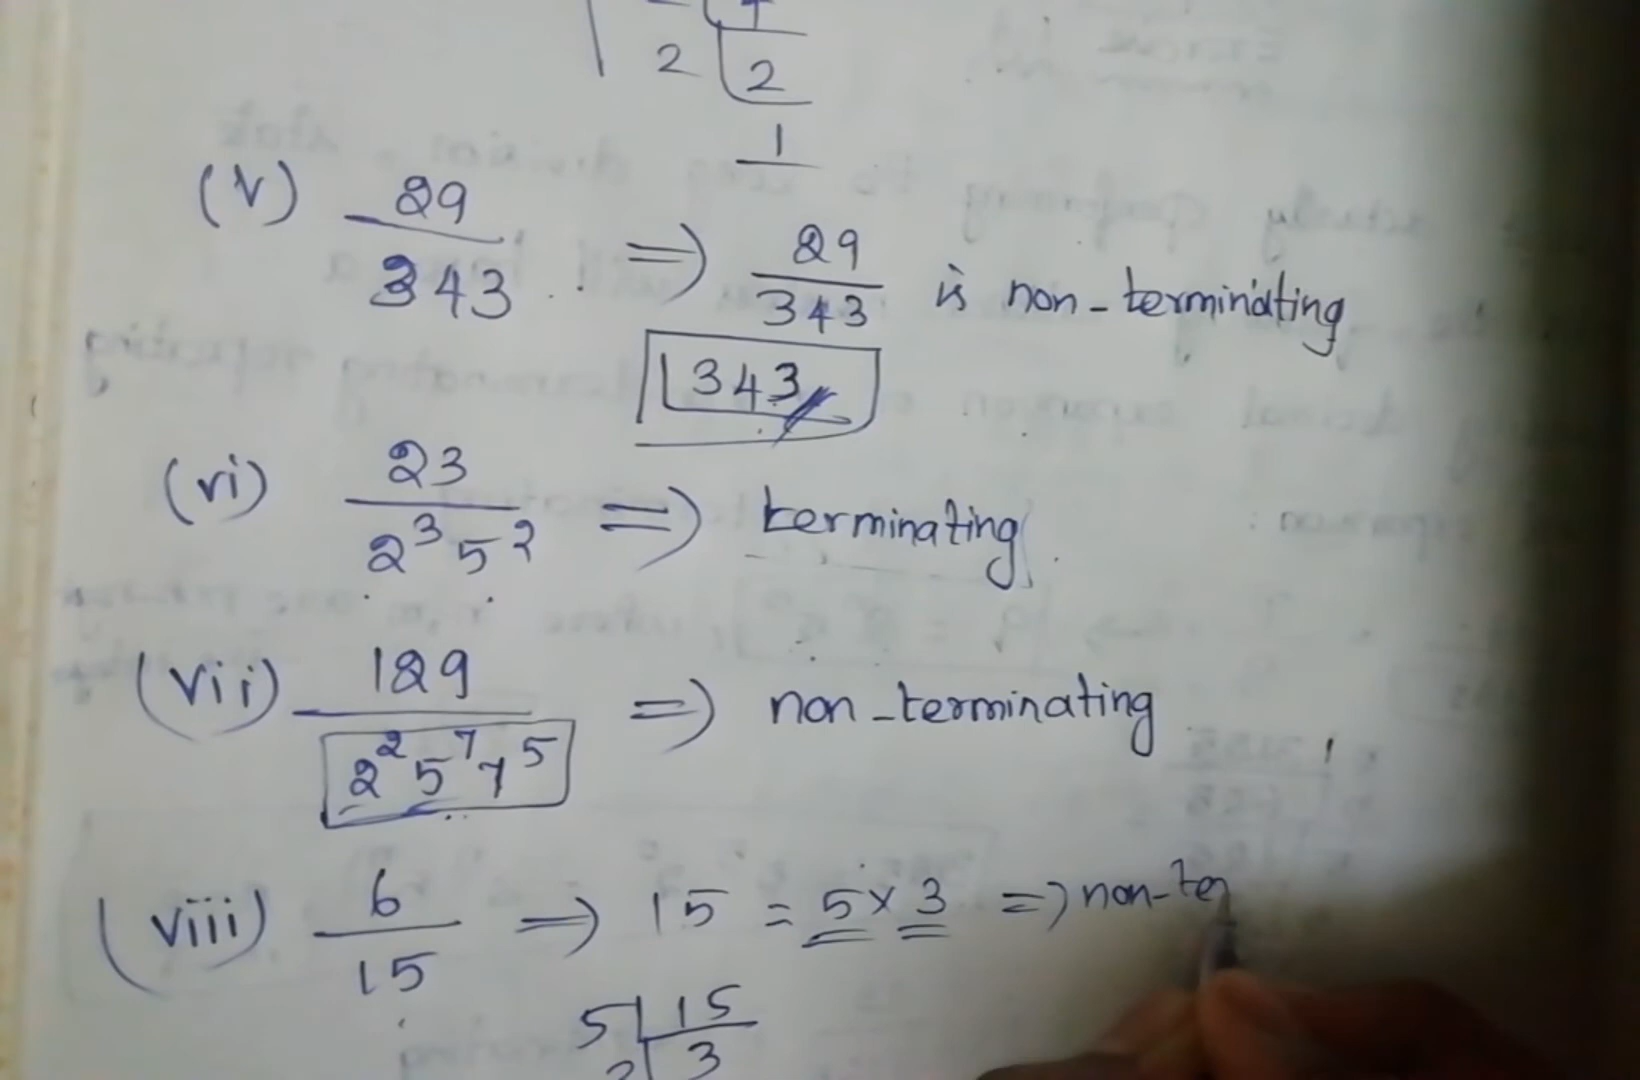 2 | 2
1
(v) 29/343 => 29/343 is non-terminating
343
(vi) 23/2³5² => terminating
(vii) 129/2²5⁷7⁵ => non-terminating
(viii) 6/15 => 15 = 5 x 3 => non-ter
5 | 15
3